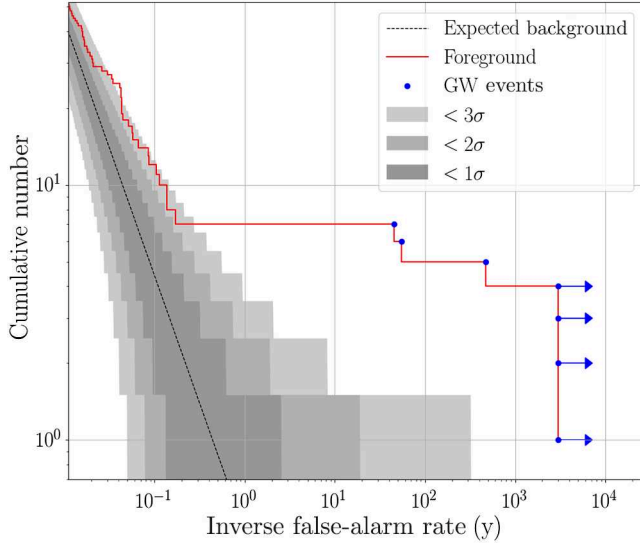 Expected background
Foreground
GW events
< 3σ
< 2σ
< 1σ
Cumulative number
10¹
10⁰
10⁻¹
10⁰
10¹
10²
10³
10⁴
Inverse false-alarm rate (y)